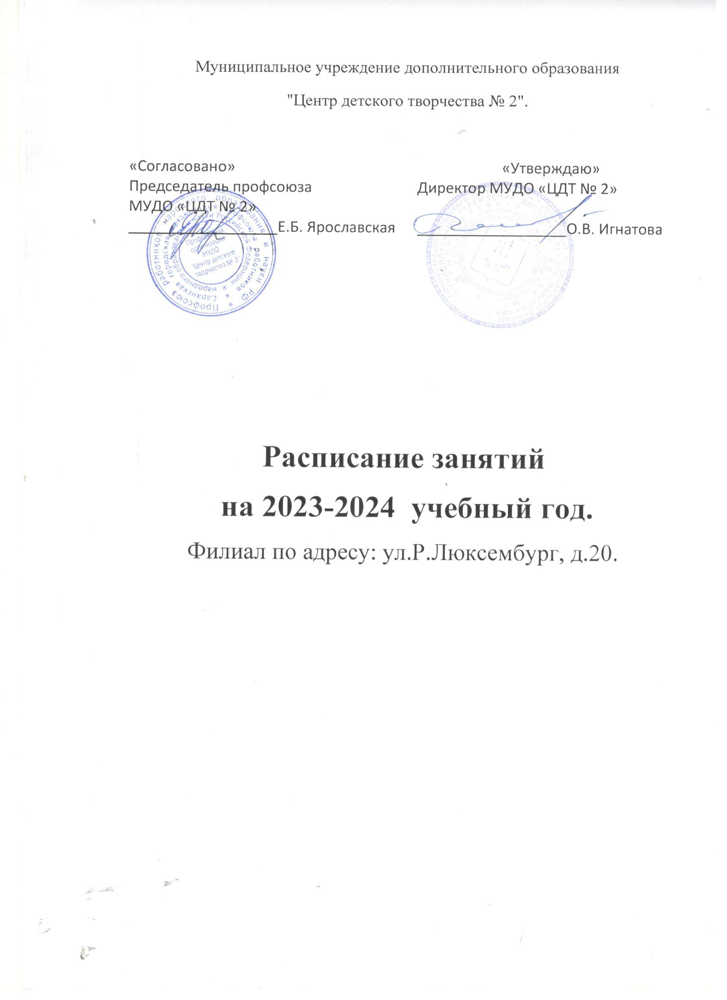 Муниципальное учреждение дополнительного образования
"Центр детского творчества № 2".
«Согласовано»
Председатель профсоюза
МУДО «ЦДТ № 2»
Е.Б. Ярославская
«Утверждаю»
Директор МУДО «ЦДТ № 2»
О.В. Игнатова
Профсоюз работников народного образования и науки РФ
Саранская городская организация Профсоюза работников
народного образования и науки Российской Федерации
Профсоюзная
организация
МУДО
"Центр детского
творчества № 2"
Расписание занятий
на 2023-2024 учебный год.
Филиал по адресу: ул.Р.Люксембург, д.20.